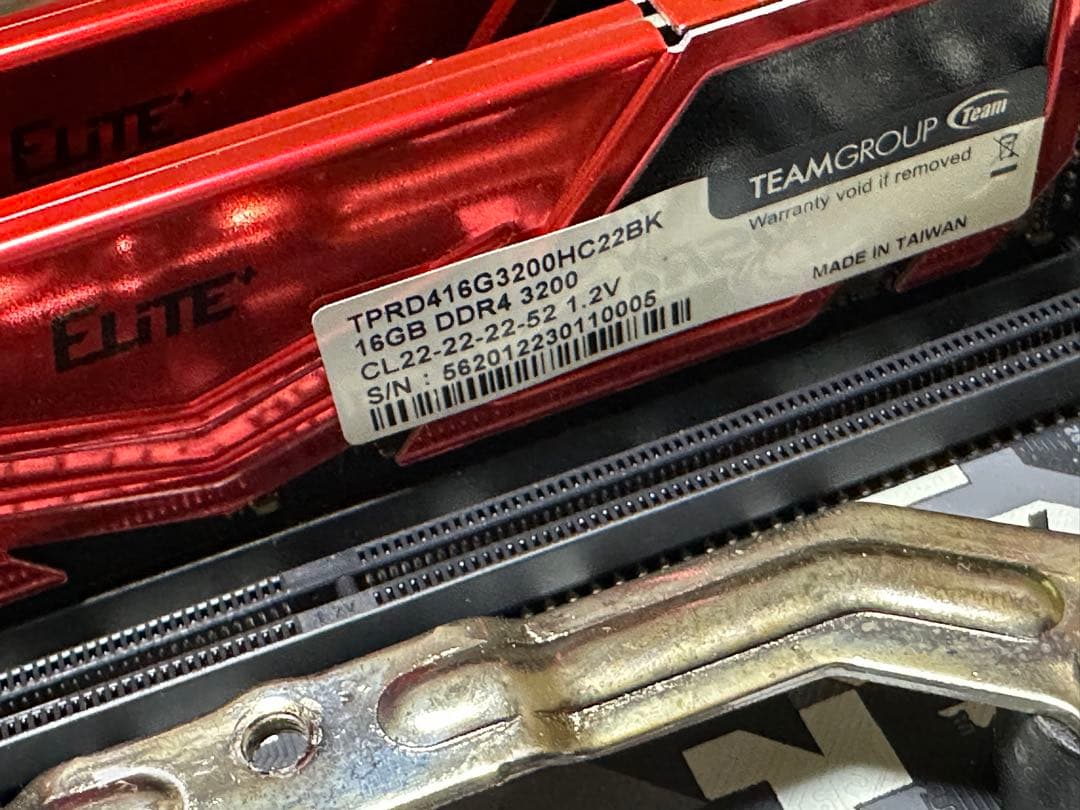 ELiTE+
ELiTE+
Team
TEAMGROUP
Warranty void if removed
TPRD416G3200HC22BK
16GB DDR4 3200
CL22-22-22-52 1.2V
S/N : 562012230110005
MADE IN TAIWAN